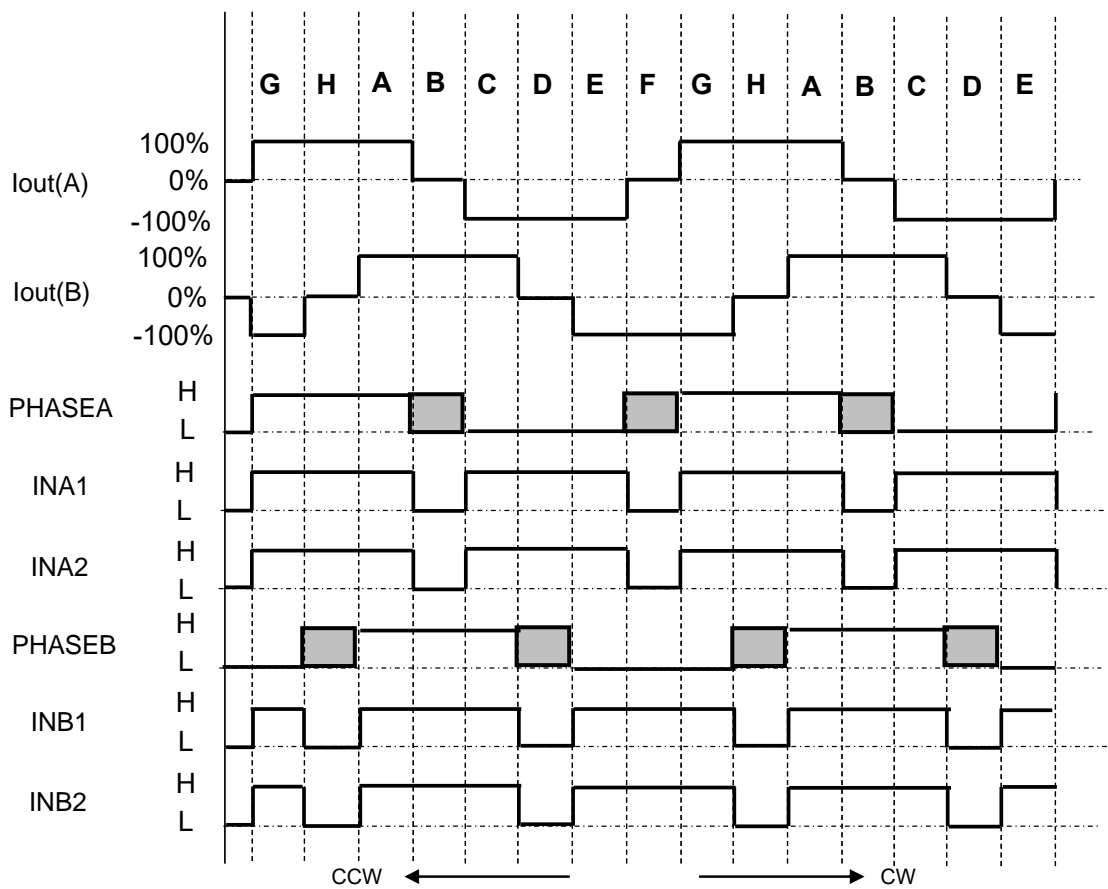 G H A B C D E F G H A B C D E
100%
Iout(A) 0%
-100%
100%
Iout(B) 0%
-100%
H
PHASEA
L
H
INA1
L
H
INA2
L
H
PHASEB
L
H
INB1
L
H
INB2
L
CCW CW